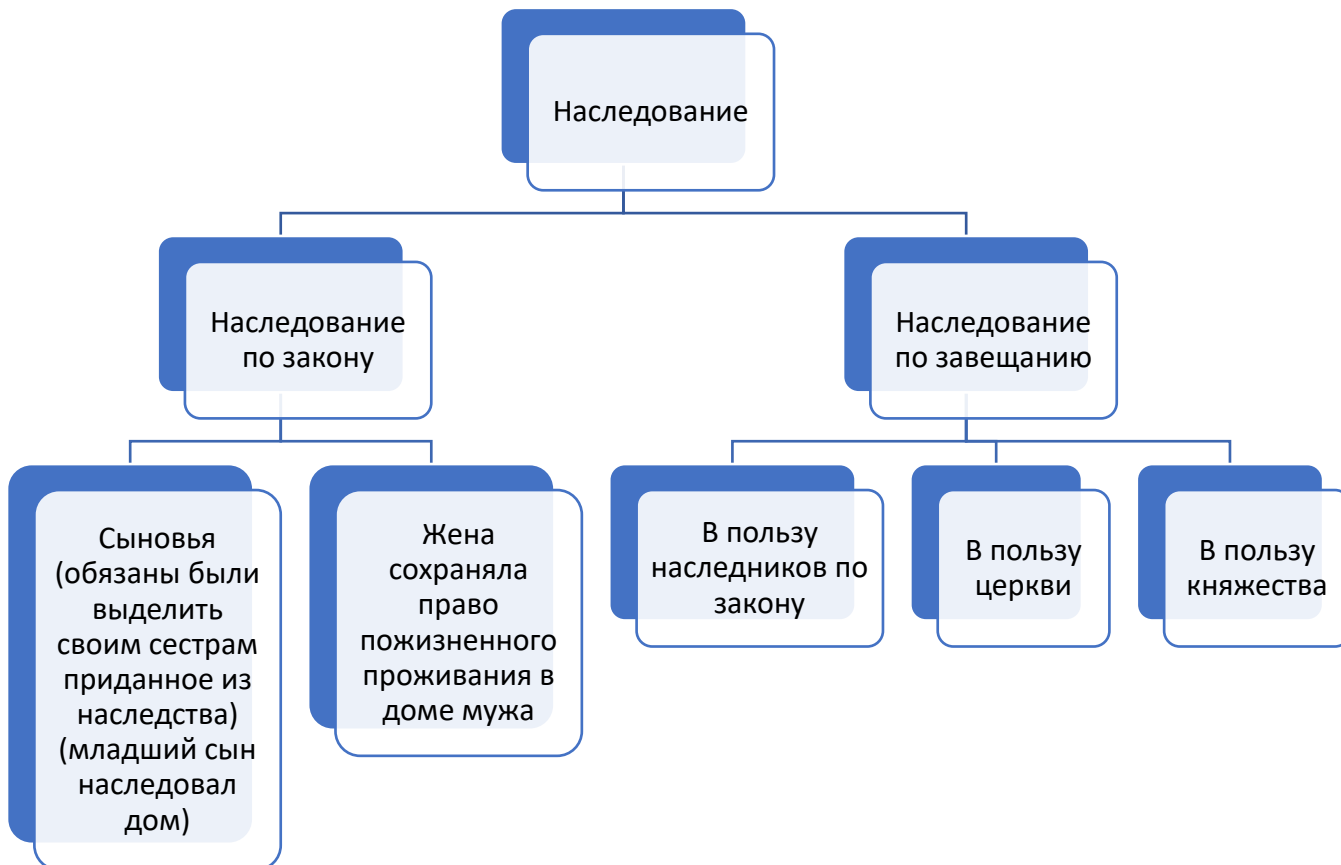 Наследование
Наследование
по закону
Наследование
по завещанию
Сыновья
(обязаны были
выделить
своим сестрам
приданное из
наследства)
(младший сын
наследовал
дом)
Жена
сохраняла
право
пожизненного
проживания в
доме мужа
В пользу
наследников по
закону
В пользу
церкви
В пользу
княжества